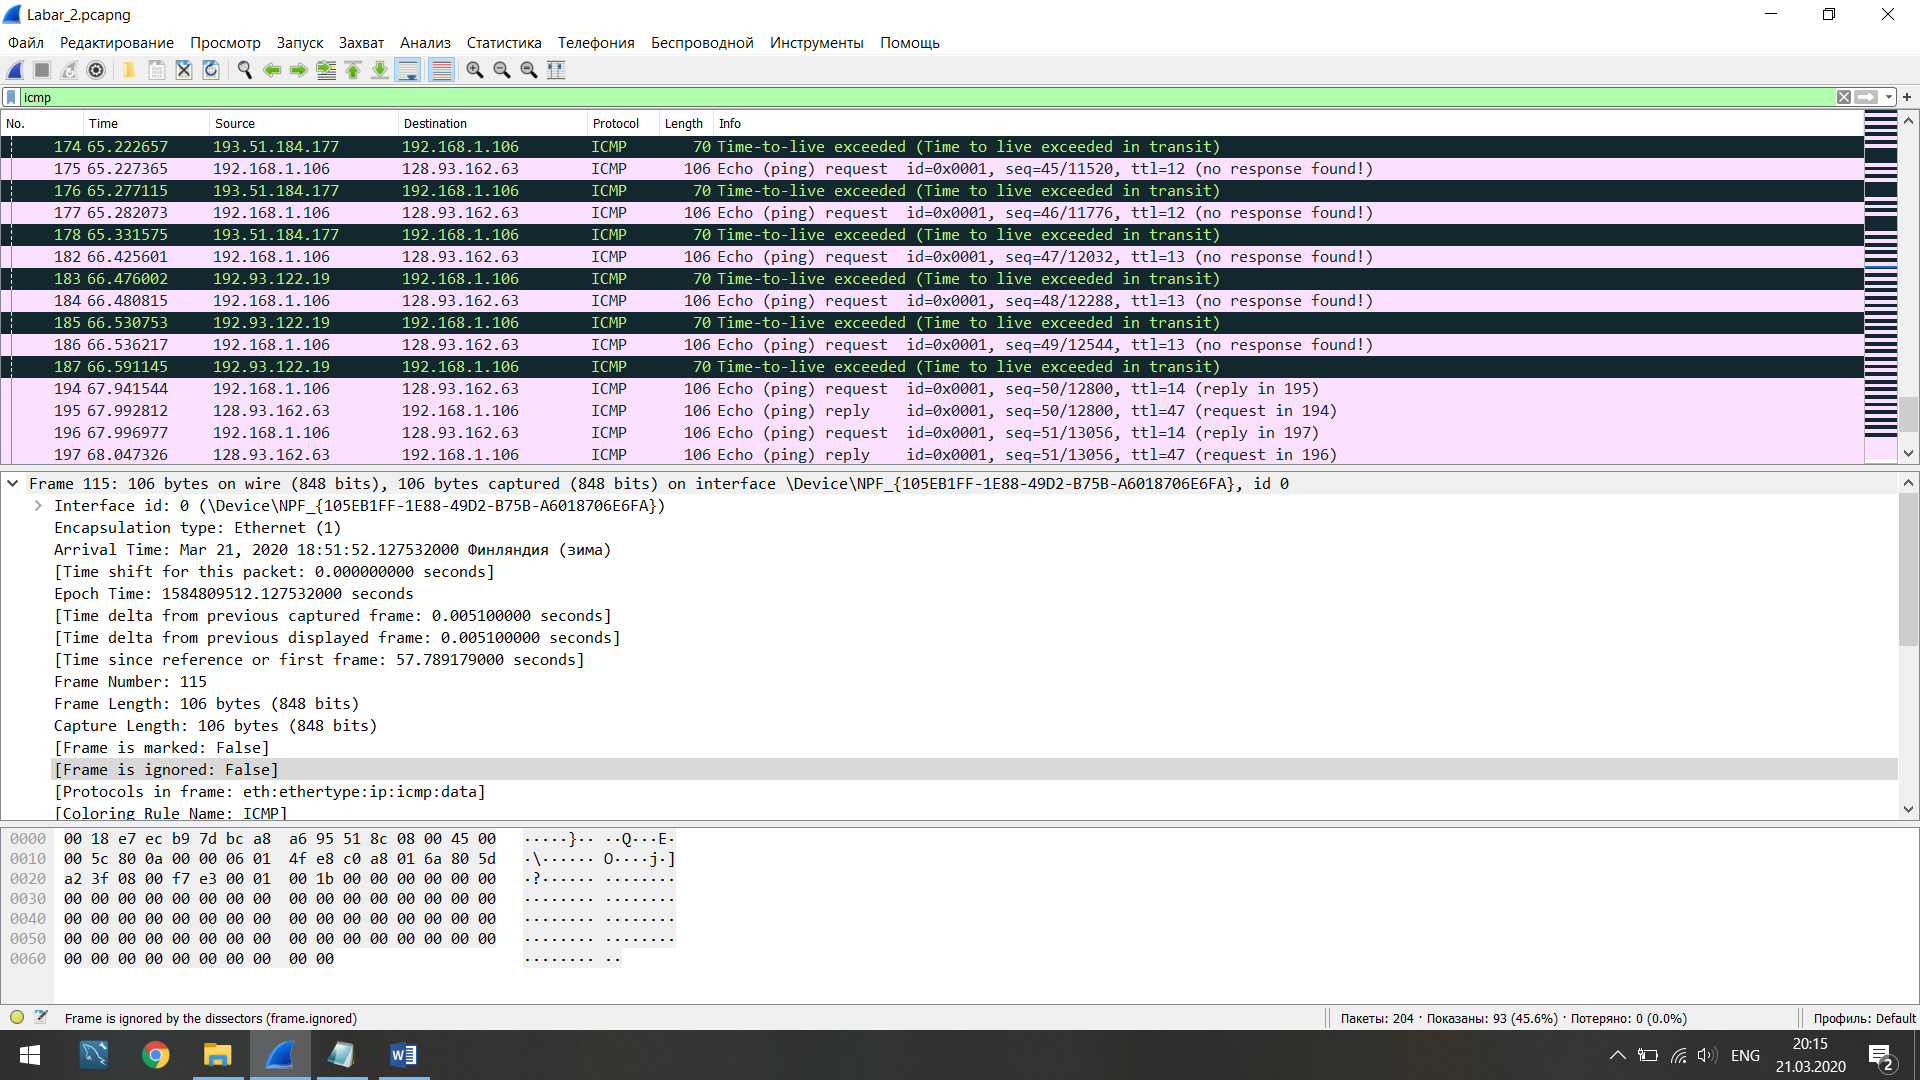 Labar_2.pcapng
Файл Редактирование Просмотр Запуск Захват Анализ Статистика Телефония Беспроводной Инструменты Помощь
icmp
No. Time Source Destination Protocol Length Info
174 65.222657 193.51.184.177 192.168.1.106 ICMP 70 Time-to-live exceeded (Time to live exceeded in transit)
175 65.227365 192.168.1.106 128.93.162.63 ICMP 106 Echo (ping) request id=0x0001, seq=45/11520, ttl=12 (no response found!)
176 65.277115 193.51.184.177 192.168.1.106 ICMP 70 Time-to-live exceeded (Time to live exceeded in transit)
177 65.282073 192.168.1.106 128.93.162.63 ICMP 106 Echo (ping) request id=0x0001, seq=46/11776, ttl=12 (no response found!)
178 65.331575 193.51.184.177 192.168.1.106 ICMP 70 Time-to-live exceeded (Time to live exceeded in transit)
182 66.425601 192.168.1.106 128.93.162.63 ICMP 106 Echo (ping) request id=0x0001, seq=47/12032, ttl=13 (no response found!)
183 66.476002 192.93.122.19 192.168.1.106 ICMP 70 Time-to-live exceeded (Time to live exceeded in transit)
184 66.480815 192.168.1.106 128.93.162.63 ICMP 106 Echo (ping) request id=0x0001, seq=48/12288, ttl=13 (no response found!)
185 66.530753 192.93.122.19 192.168.1.106 ICMP 70 Time-to-live exceeded (Time to live exceeded in transit)
186 66.536217 192.168.1.106 128.93.162.63 ICMP 106 Echo (ping) request id=0x0001, seq=49/12544, ttl=13 (no response found!)
187 66.591145 192.93.122.19 192.168.1.106 ICMP 70 Time-to-live exceeded (Time to live exceeded in transit)
194 67.941544 192.168.1.106 128.93.162.63 ICMP 106 Echo (ping) request id=0x0001, seq=50/12800, ttl=14 (reply in 195)
195 67.992812 128.93.162.63 192.168.1.106 ICMP 106 Echo (ping) reply id=0x0001, seq=50/12800, ttl=47 (request in 194)
196 67.996977 192.168.1.106 128.93.162.63 ICMP 106 Echo (ping) request id=0x0001, seq=51/13056, ttl=14 (reply in 197)
197 68.047326 128.93.162.63 192.168.1.106 ICMP 106 Echo (ping) reply id=0x0001, seq=51/13056, ttl=47 (request in 196)
Frame 115: 106 bytes on wire (848 bits), 106 bytes captured (848 bits) on interface \Device\NPF_{105EB1FF-1E88-49D2-B75B-A6018706E6FA}, id 0
Interface id: 0 (\Device\NPF_{105EB1FF-1E88-49D2-B75B-A6018706E6FA})
Encapsulation type: Ethernet (1)
Arrival Time: Mar 21, 2020 18:51:52.127532000 Финляндия (зима)
[Time shift for this packet: 0.000000000 seconds]
Epoch Time: 1584809512.127532000 seconds
[Time delta from previous captured frame: 0.005100000 seconds]
[Time delta from previous displayed frame: 0.005100000 seconds]
[Time since reference or first frame: 57.789179000 seconds]
Frame Number: 115
Frame Length: 106 bytes (848 bits)
Capture Length: 106 bytes (848 bits)
[Frame is marked: False]
[Frame is ignored: False]
[Protocols in frame: eth:ethertype:ip:icmp:data]
[Coloring Rule Name: ICMP]
0000 00 18 e7 ec b9 7d bc a8 a6 95 51 8c 08 00 45 00 ·····}·· ··Q···E·
0010 00 5c 80 0a 00 00 06 01 4f e8 c0 a8 01 6a 80 5d ·\······ O····j·]
0020 a2 3f 08 00 f7 e3 00 01 00 1b 00 00 00 00 00 00 ·?······ ········
0030 00 00 00 00 00 00 00 00 00 00 00 00 00 00 00 00 ········ ········
0040 00 00 00 00 00 00 00 00 00 00 00 00 00 00 00 00 ········ ········
0050 00 00 00 00 00 00 00 00 00 00 00 00 00 00 00 00 ········ ········
0060 00 00 00 00 00 00 00 00 00 00 ········ ··
Frame is ignored by the dissectors (frame.ignored) Пакеты: 204 · Показаны: 93 (45.6%) · Потеряно: 0 (0.0%) Профиль: Default
ENG
20:15
21.03.2020
2